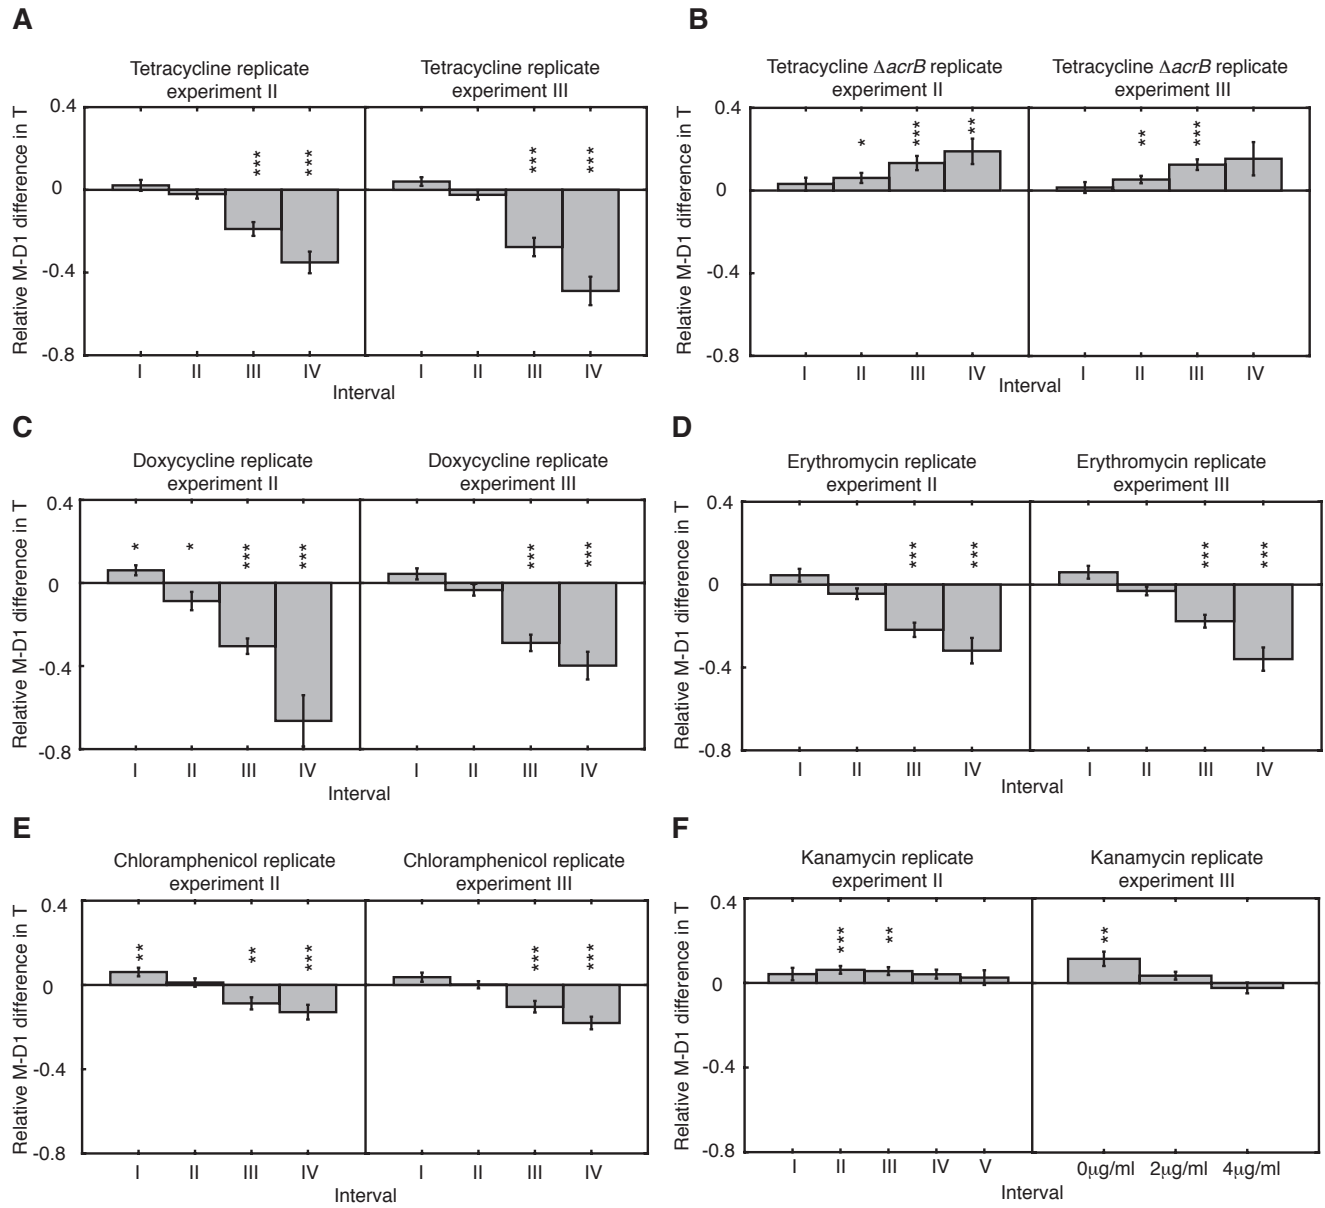 A
Tetracycline replicate
experiment II
Tetracycline replicate
experiment III
Relative M-D1 difference in T
0.4
0
-0.4
-0.8
***
***
***
***
I II III IV
I II III IV
Interval
B
Tetracycline ΔacrB replicate
experiment II
Tetracycline ΔacrB replicate
experiment III
Relative M-D1 difference in T
0.4
0
-0.4
-0.8
*
***
**
**
***
I II III IV
I II III IV
Interval
C
Doxycycline replicate
experiment II
Doxycycline replicate
experiment III
Relative M-D1 difference in T
0.4
0
-0.4
-0.8
*
*
***
***
***
***
I II III IV
I II III IV
Interval
D
Erythromycin replicate
experiment II
Erythromycin replicate
experiment III
Relative M-D1 difference in T
0.4
0
-0.4
-0.8
***
***
***
***
I II III IV
I II III IV
Interval
E
Chloramphenicol replicate
experiment II
Chloramphenicol replicate
experiment III
Relative M-D1 difference in T
0.4
0
-0.4
-0.8
**
**
***
***
***
I II III IV
I II III IV
Interval
F
Kanamycin replicate
experiment II
Kanamycin replicate
experiment III
Relative M-D1 difference in T
0.4
0
-0.4
-0.8
***
**
**
I II III IV V
0μg/ml 2μg/ml 4μg/ml
Interval